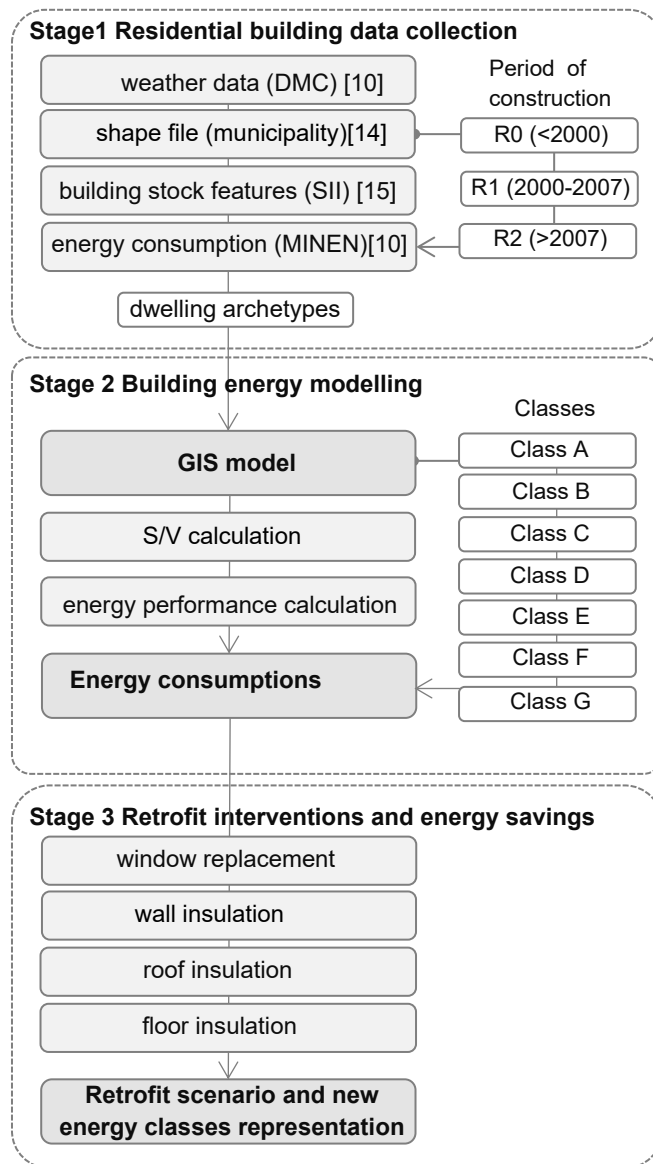 Stage1 Residential building data collection
weather data (DMC) [10]
shape file (municipality)[14]
building stock features (SII) [15]
energy consumption (MINEN)[10]
dwelling archetypes
Period of
construction
R0 (<2000)
R1 (2000-2007)
R2 (>2007)
Stage 2 Building energy modelling
GIS model
S/V calculation
energy performance calculation
Energy consumptions
Classes
Class A
Class B
Class C
Class D
Class E
Class F
Class G
Stage 3 Retrofit interventions and energy savings
window replacement
wall insulation
roof insulation
floor insulation
Retrofit scenario and new
energy classes representation